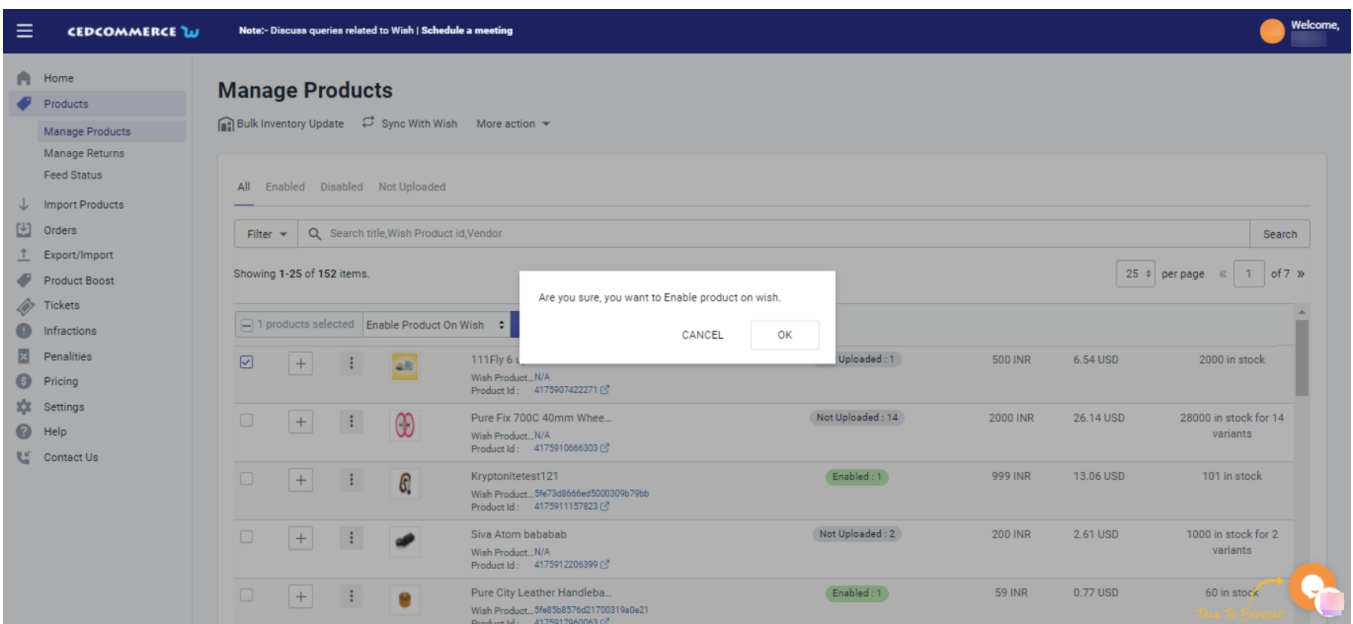 CEDCOMMERCE
Note:- Discuss queries related to Wish | Schedule a meeting
Welcome,
Home
Products
Manage Products
Manage Returns
Feed Status
Import Products
Orders
Export/Import
Product Boost
Tickets
Infractions
Penalities
Pricing
Settings
Help
Contact Us
Manage Products
Bulk Inventory Update Sync With Wish More action
All Enabled Disabled Not Uploaded
Filter Search title,Wish Product id,Vendor Search
Showing 1-25 of 152 items. 25 per page « 1 of 7 »
Are you sure, you want to Enable product on wish.
CANCEL OK
1 products selected Enable Product On Wish
111Fly 6 Uploaded : 1 500 INR 6.54 USD 2000 in stock
Wish Product... N/A
Product Id : 4175907422271
Pure Fix 700C 40mm Whee... Not Uploaded : 14 2000 INR 26.14 USD 28000 in stock for 14
variants
Wish Product... N/A
Product Id : 4175910666303
Kryptonitetest121 Enabled : 1 999 INR 13.06 USD 101 in stock
Wish Product... 5fe73d8666ed5000309b79bb
Product Id : 4175911157823
Siva Atom bababab Not Uploaded : 2 200 INR 2.61 USD 1000 in stock for 2
variants
Wish Product... N/A
Product Id : 4175912206399
Pure City Leather Handleba... Enabled : 1 59 INR 0.77 USD 60 in stock
Wish Product... 5fe85b8576d21700319a0e21
Product Id : 4175912960063
Talk To Expert